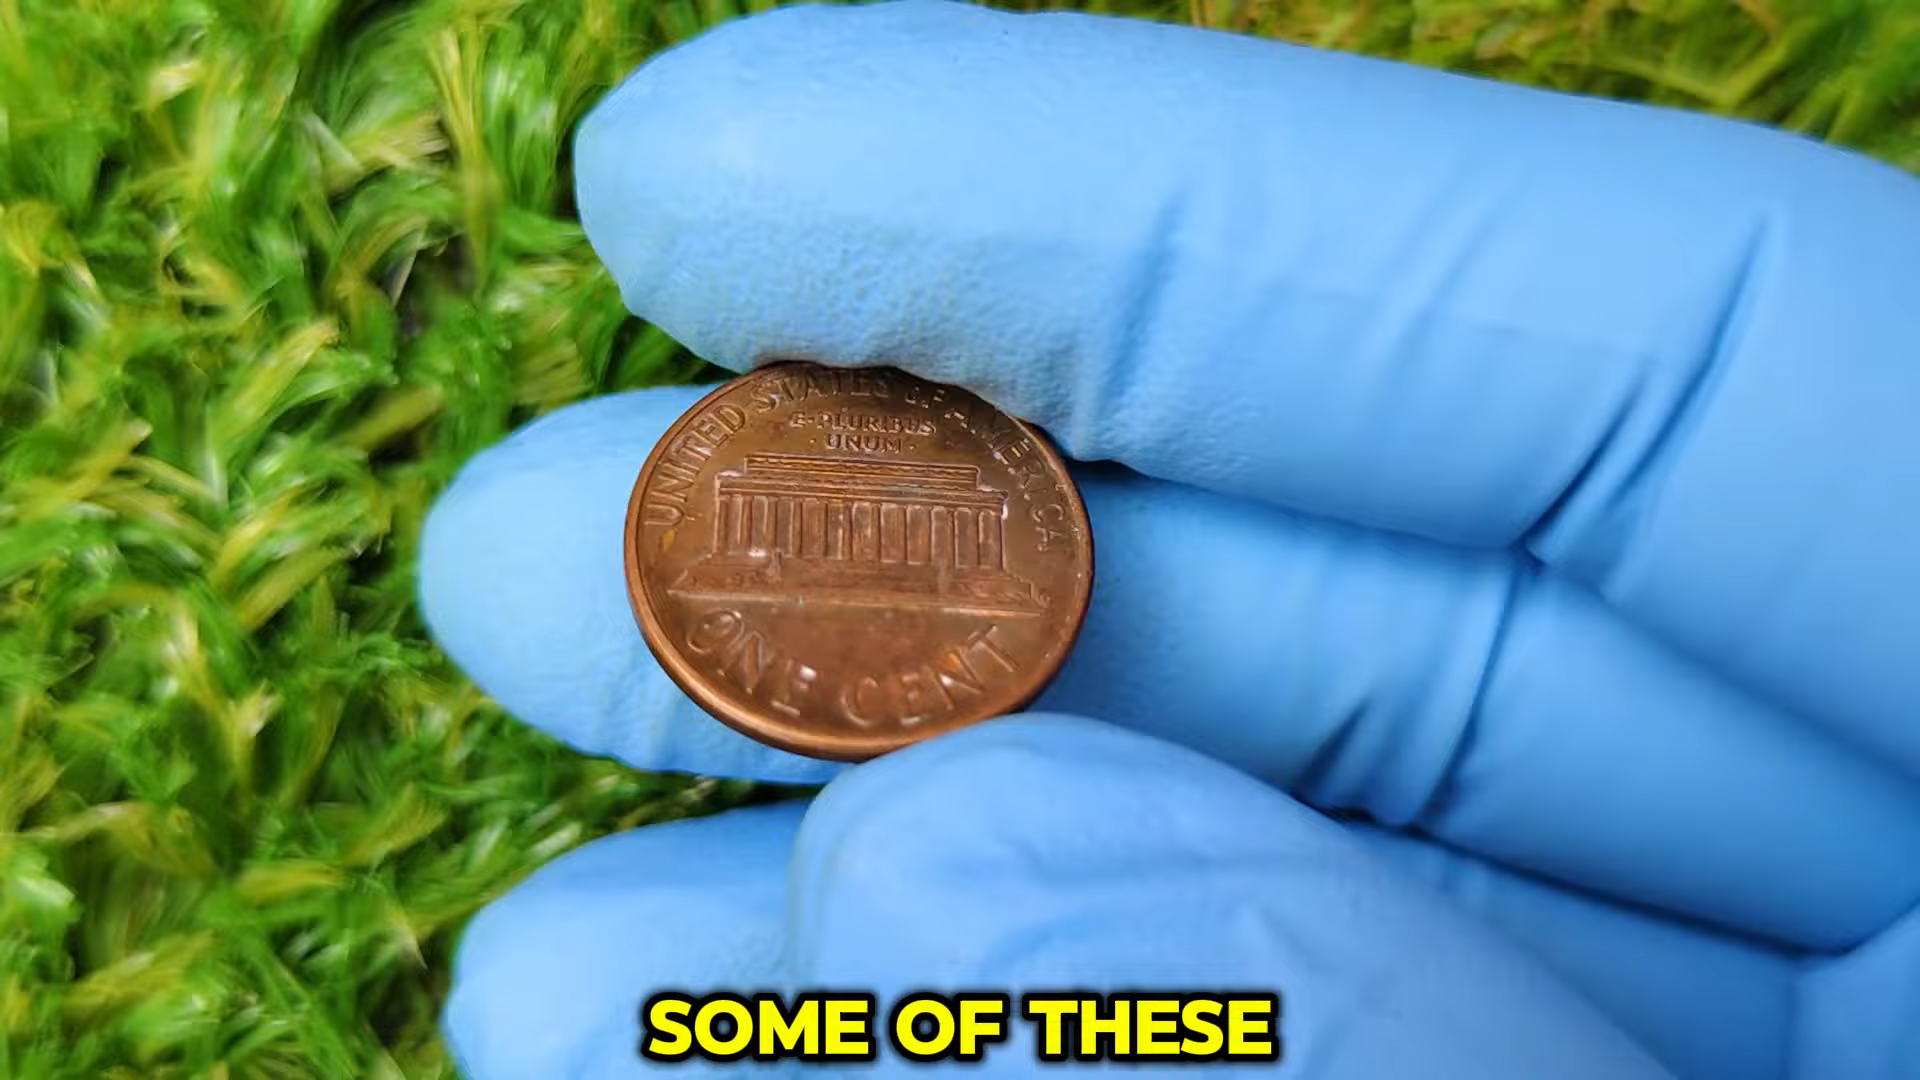 UNITED STATES OF AMERICA
E·PLURIBUS
·UNUM·
ONE CENT
SOME OF THESE